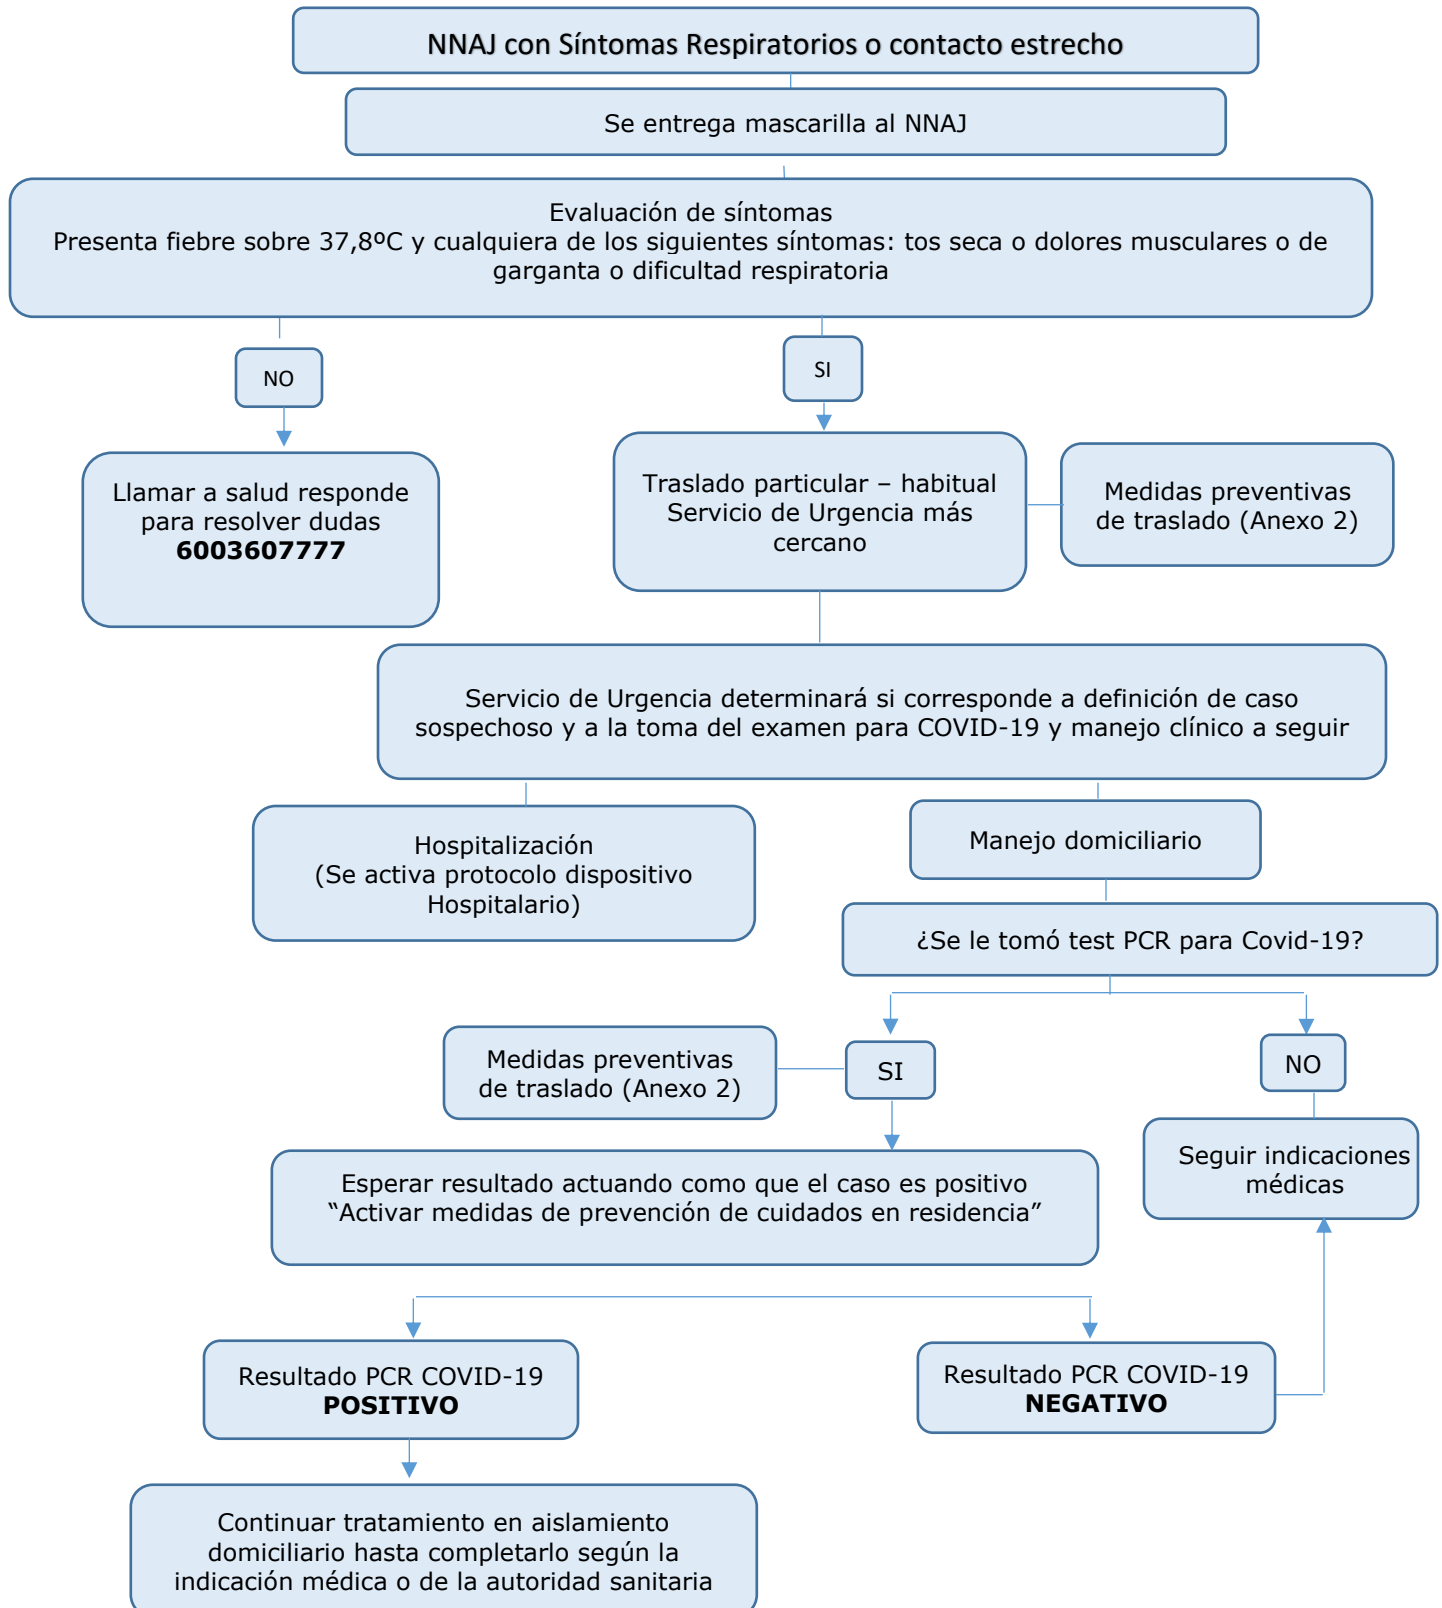 NNAJ con Síntomas Respiratorios o contacto estrecho
Se entrega mascarilla al NNAJ
Evaluación de síntomas
Presenta fiebre sobre 37,8ºC y cualquiera de los siguientes síntomas: tos seca o dolores musculares o de
garganta o dificultad respiratoria
NO
SI
Llamar a salud responde
para resolver dudas
6003607777
Traslado particular – habitual
Servicio de Urgencia más
cercano
Medidas preventivas
de traslado (Anexo 2)
Servicio de Urgencia determinará si corresponde a definición de caso
sospechoso y a la toma del examen para COVID-19 y manejo clínico a seguir
Hospitalización
(Se activa protocolo dispositivo
Hospitalario)
Manejo domiciliario
¿Se le tomó test PCR para Covid-19?
Medidas preventivas
de traslado (Anexo 2)
SI
NO
Esperar resultado actuando como que el caso es positivo
“Activar medidas de prevención de cuidados en residencia”
Seguir indicaciones
médicas
Resultado PCR COVID-19
POSITIVO
Resultado PCR COVID-19
NEGATIVO
Continuar tratamiento en aislamiento
domiciliario hasta completarlo según la
indicación médica o de la autoridad sanitaria